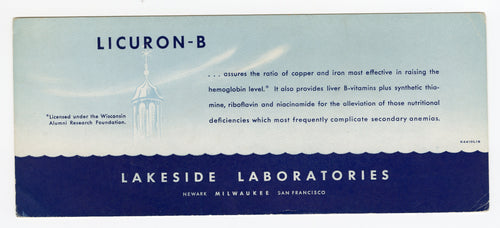 LICURON-B
. . . assures the ratio of copper and iron most effective in raising the
hemoglobin level.* It also provides liver B-vitamins plus synthetic thia-
mine, riboflavin and niacinamide for the alleviation of those nutritional
deficiencies which most frequently complicate secondary anemias.
*Licensed under the Wisconsin
Alumni Research Foundation.
LAKESIDE LABORATORIES
NEWARK MILWAUKEE SAN FRANCISCO